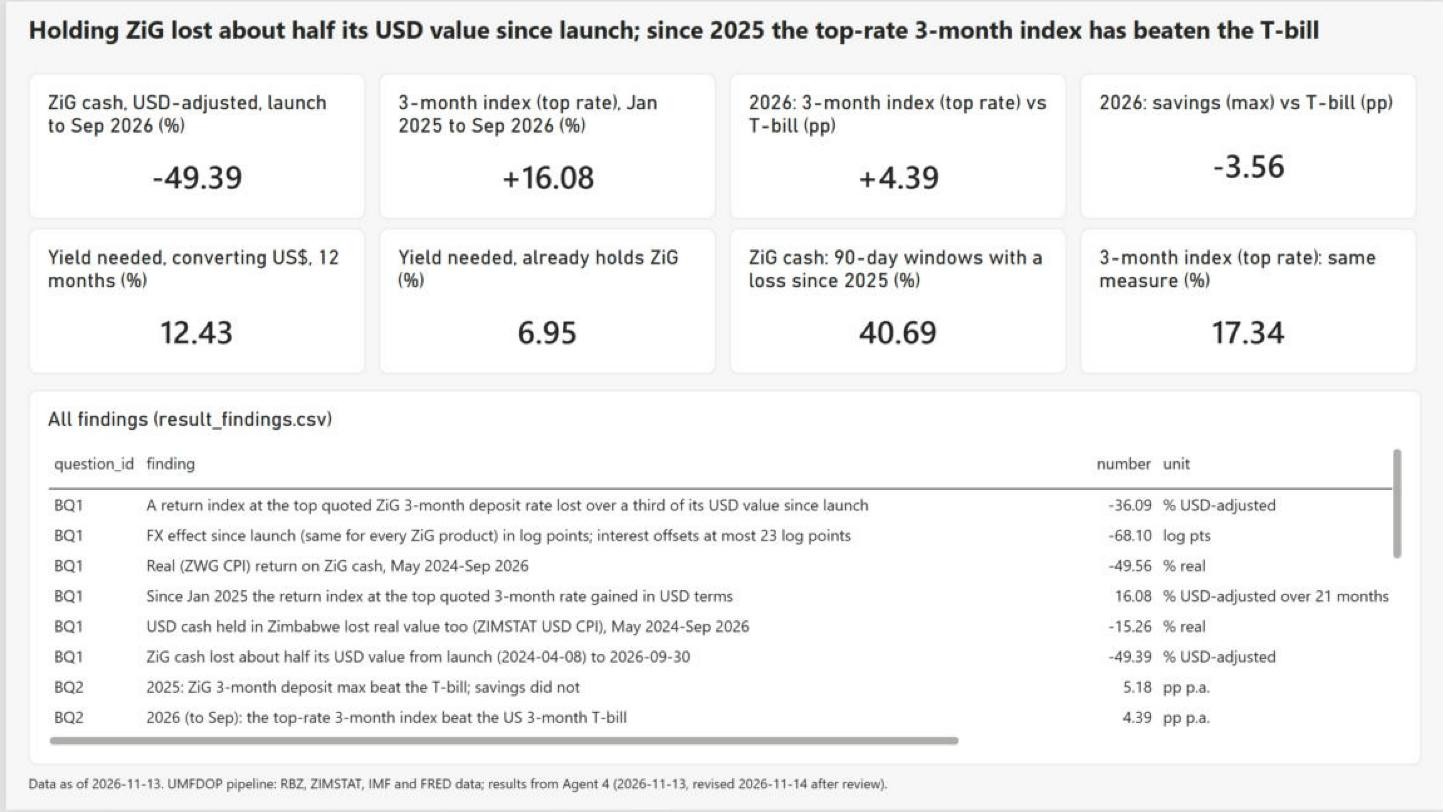 Holding ZiG lost about half its USD value since launch; since 2025 the top-rate 3-month index has beaten the T-bill
ZiG cash, USD-adjusted, launch
to Sep 2026 (%)
-49.39
3-month index (top rate), Jan
2025 to Sep 2026 (%)
+16.08
2026: 3-month index (top rate) vs
T-bill (pp)
+4.39
2026: savings (max) vs T-bill (pp)
-3.56
Yield needed, converting US$, 12
months (%)
12.43
Yield needed, already holds ZiG
(%)
6.95
ZiG cash: 90-day windows with a
loss since 2025 (%)
40.69
3-month index (top rate): same
measure (%)
17.34
All findings (result_findings.csv)
question_id finding number unit
BQ1 A return index at the top quoted ZiG 3-month deposit rate lost over a third of its USD value since launch -36.09 % USD-adjusted
BQ1 FX effect since launch (same for every ZiG product) in log points; interest offsets at most 23 log points -68.10 log pts
BQ1 Real (ZWG CPI) return on ZiG cash, May 2024-Sep 2026 -49.56 % real
BQ1 Since Jan 2025 the return index at the top quoted 3-month rate gained in USD terms 16.08 % USD-adjusted over 21 months
BQ1 USD cash held in Zimbabwe lost real value too (ZIMSTAT USD CPI), May 2024-Sep 2026 -15.26 % real
BQ1 ZiG cash lost about half its USD value from launch (2024-04-08) to 2026-09-30 -49.39 % USD-adjusted
BQ2 2025: ZiG 3-month deposit max beat the T-bill; savings did not 5.18 pp p.a.
BQ2 2026 (to Sep): the top-rate 3-month index beat the US 3-month T-bill 4.39 pp p.a.
Data as of 2026-11-13. UMFDOP pipeline: RBZ, ZIMSTAT, IMF and FRED data; results from Agent 4 (2026-11-13, revised 2026-11-14 after review).